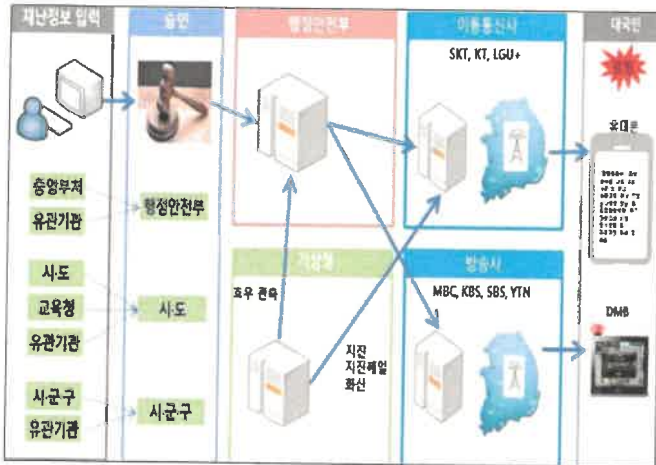 재난정보 입력
승인
행정안전부
이동통신사
대국민
SKT, KT, LGU+
휴대폰
중앙부처
유관기관
행정안전부
기상청
방송사
호우 관측
MBC, KBS, SBS, YTN
DMB
시·도
교육청
유관기관
시·도
지진
지진해일
화산
시·군·구
유관기관
시·군·구